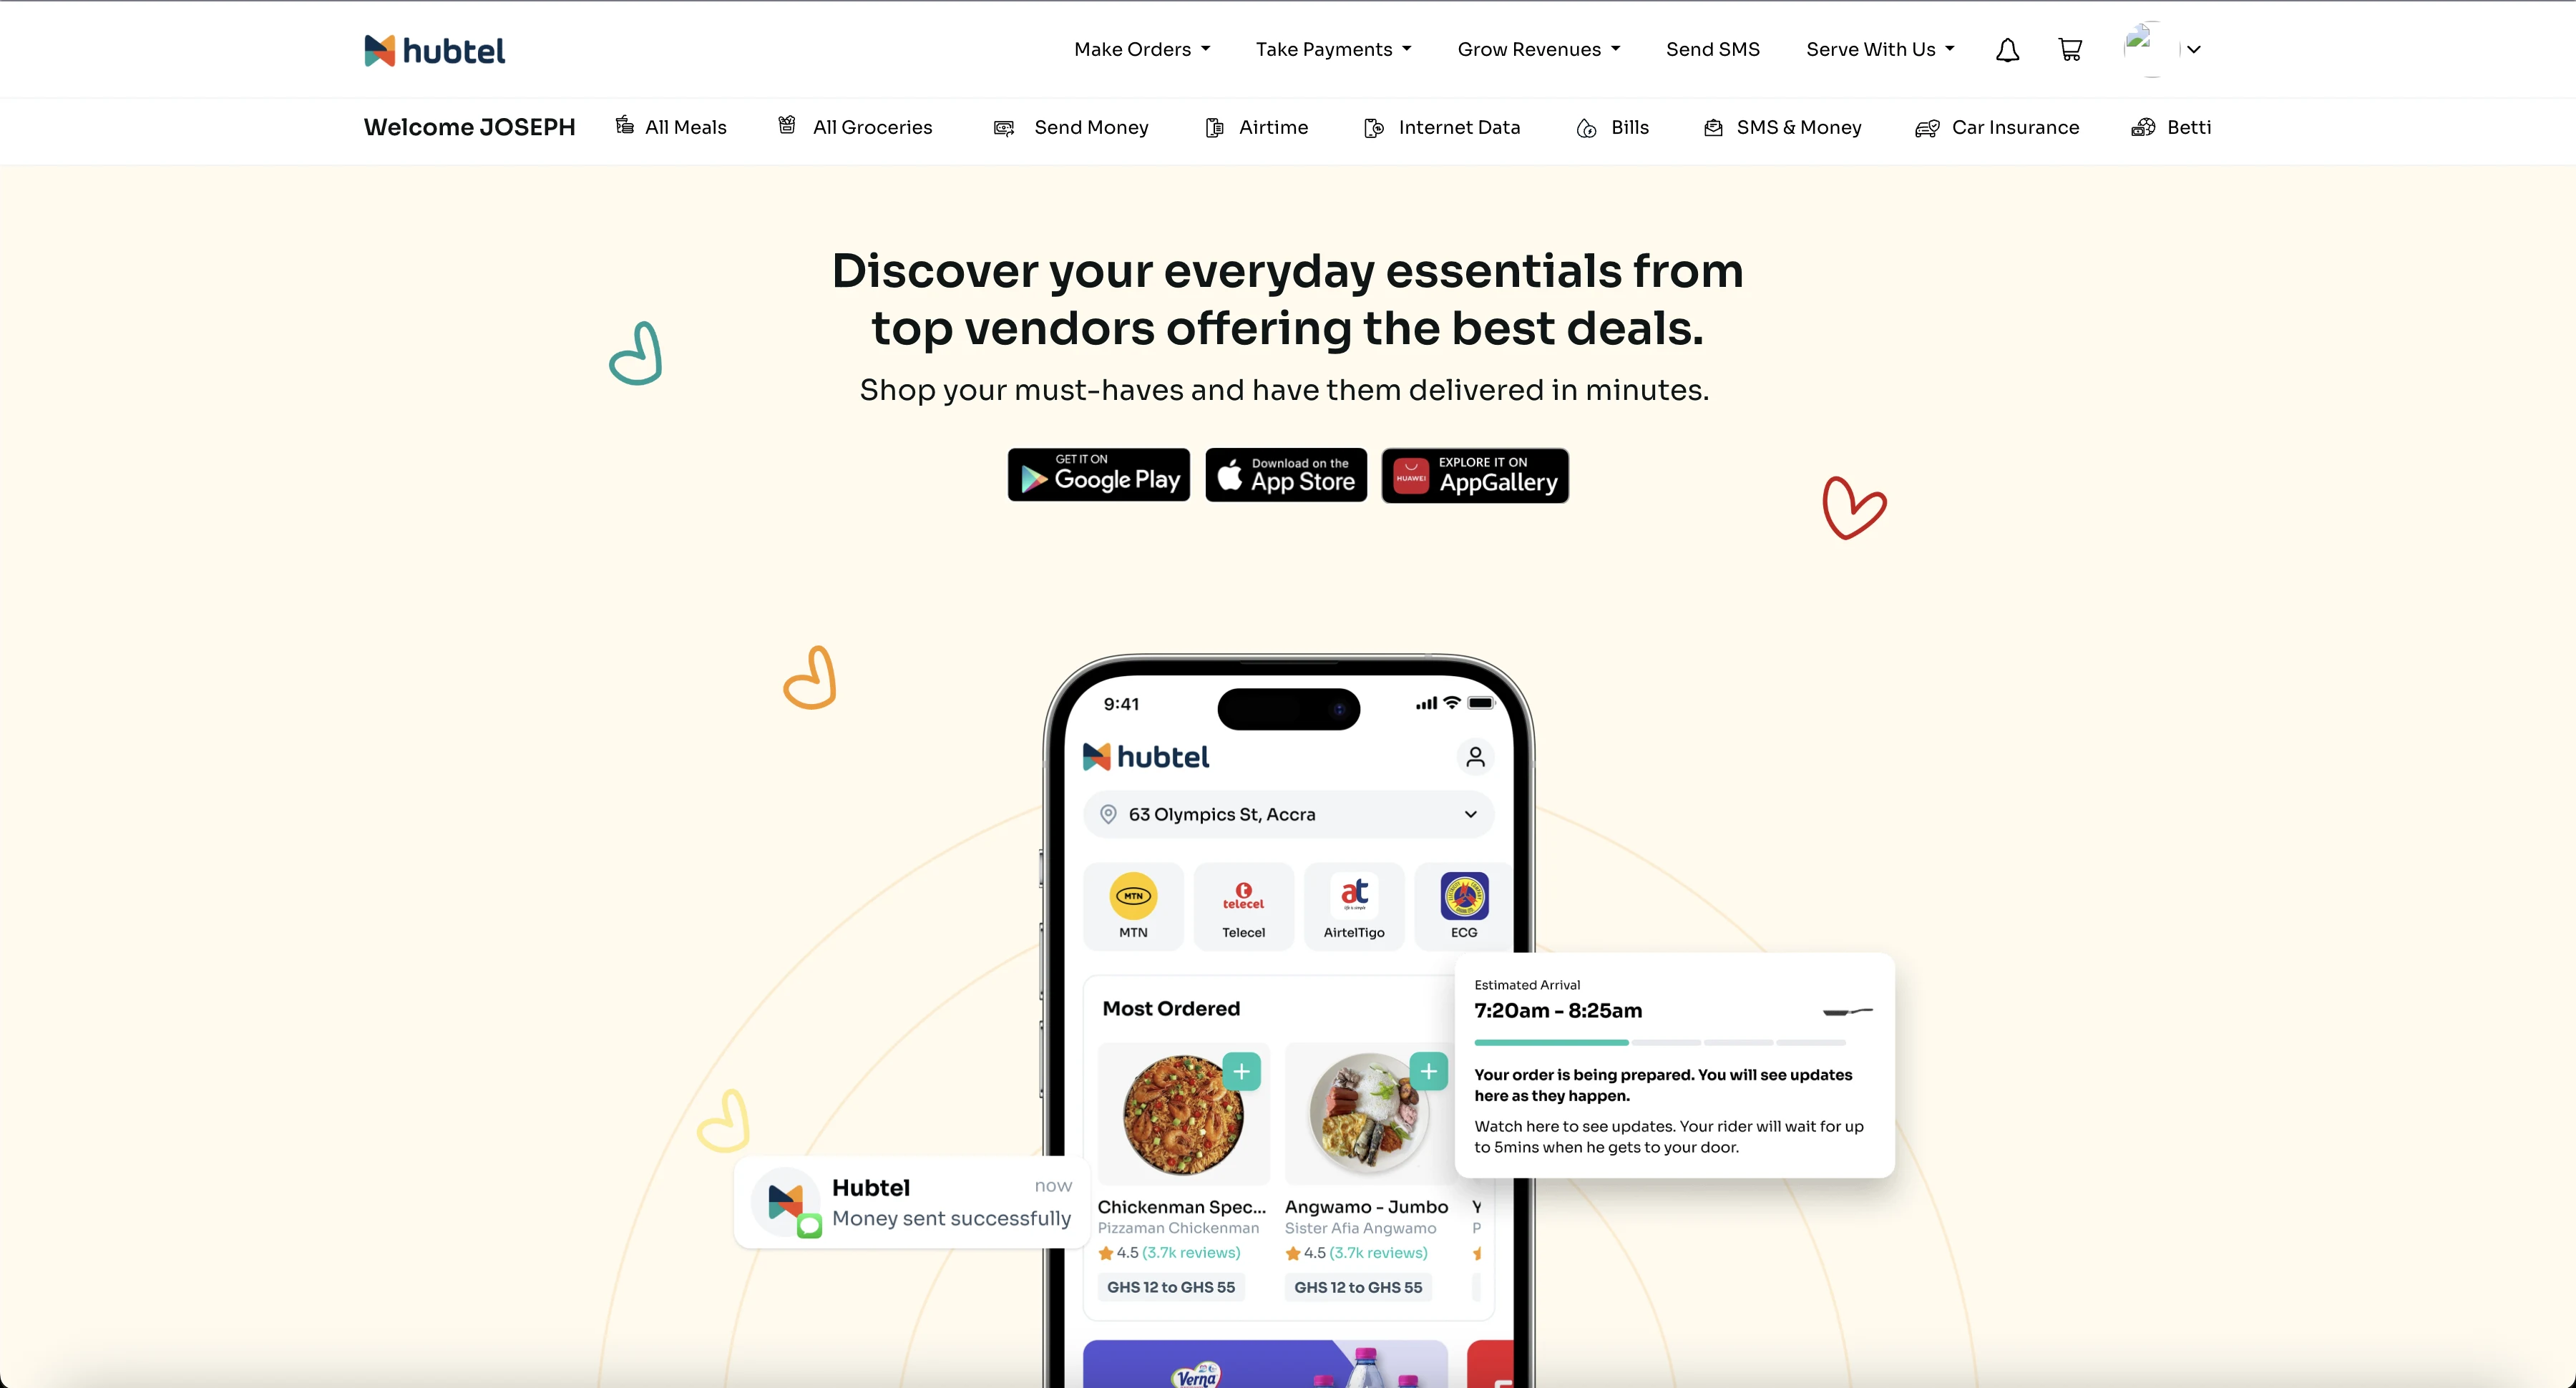 hubtel
Make Orders
Take Payments
Grow Revenues
Send SMS
Serve With Us
Welcome JOSEPH
All Meals
All Groceries
Send Money
Airtime
Internet Data
Bills
SMS & Money
Car Insurance
Betti
Discover your everyday essentials from
top vendors offering the best deals.
Shop your must-haves and have them delivered in minutes.
GET IT ON
Google Play
Download on the
App Store
HUAWEI
EXPLORE IT ON
AppGallery
9:41
hubtel
63 Olympics St, Accra
MTN
MTN
telecel
Telecel
at
AirtelTigo
ECG
Most Ordered
Chickenman Spec...
Pizzaman Chickenman
4.5 (3.7k reviews)
GHS 12 to GHS 55
Angwamo - Jumbo
Sister Afia Angwamo
4.5 (3.7k reviews)
GHS 12 to GHS 55
Y
P
Estimated Arrival
7:20am - 8:25am
Your order is being prepared. You will see updates
here as they happen.
Watch here to see updates. Your rider will wait for up
to 5mins when he gets to your door.
Hubtel
now
Money sent successfully
Verna